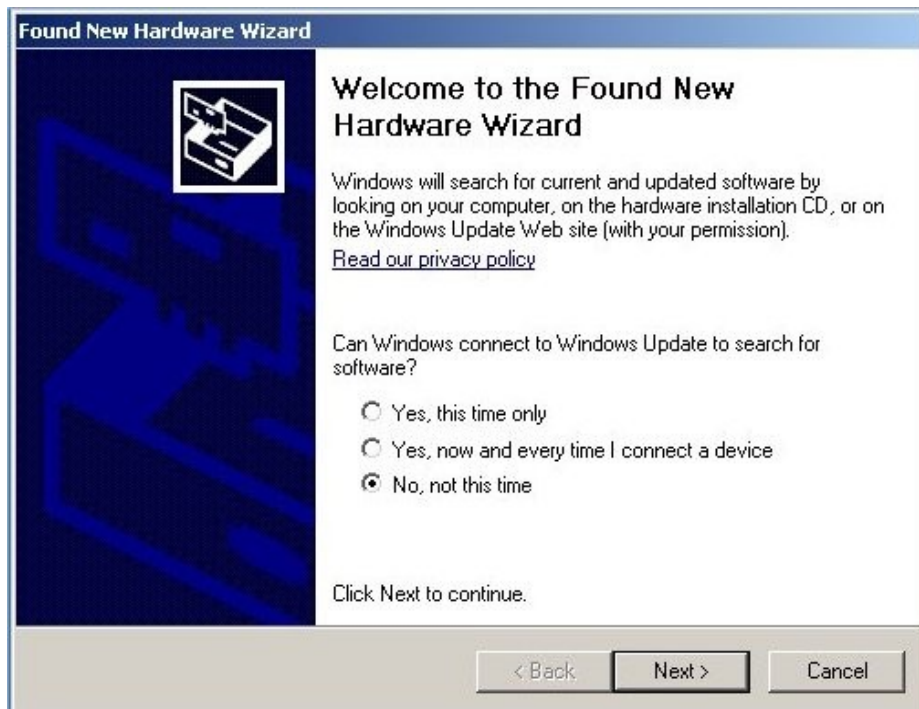 Found New Hardware Wizard
Welcome to the Found New
Hardware Wizard
Windows will search for current and updated software by
looking on your computer, on the hardware installation CD, or on
the Windows Update Web site (with your permission).
Read our privacy policy
Can Windows connect to Windows Update to search for
software?
Yes, this time only
Yes, now and every time I connect a device
No, not this time
Click Next to continue.
< Back Next > Cancel